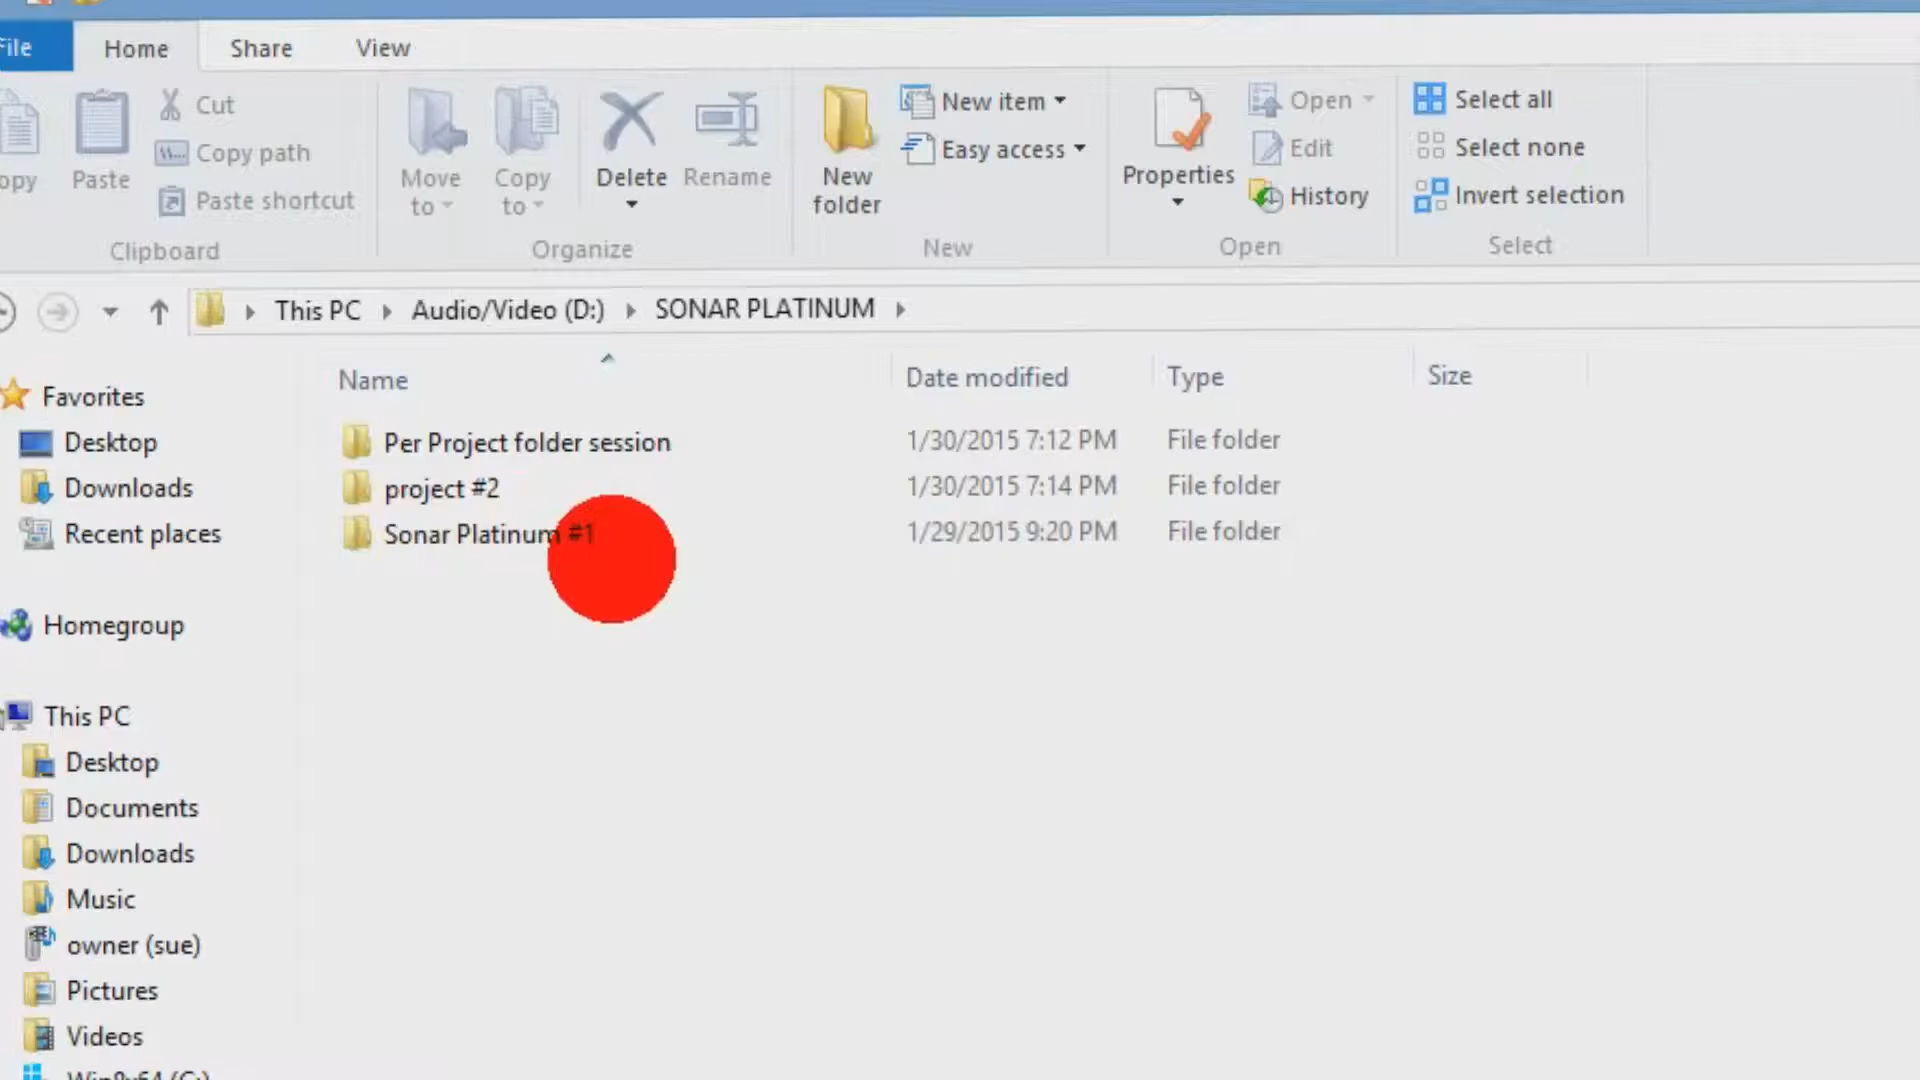 File
Home
Share
View
opy
Paste
Cut
Copy path
Paste shortcut
Clipboard
Move to
Copy to
Delete
Rename
Organize
New folder
New item
Easy access
New
Properties
Open
Edit
History
Open
Select all
Select none
Invert selection
Select
This PC
Audio/Video (D:)
SONAR PLATINUM
Name
Date modified
Type
Size
Per Project folder session
1/30/2015 7:12 PM
File folder
project #2
1/30/2015 7:14 PM
File folder
Sonar Platinum #1
1/29/2015 9:20 PM
File folder
Favorites
Desktop
Downloads
Recent places
Homegroup
This PC
Desktop
Documents
Downloads
Music
owner (sue)
Pictures
Videos